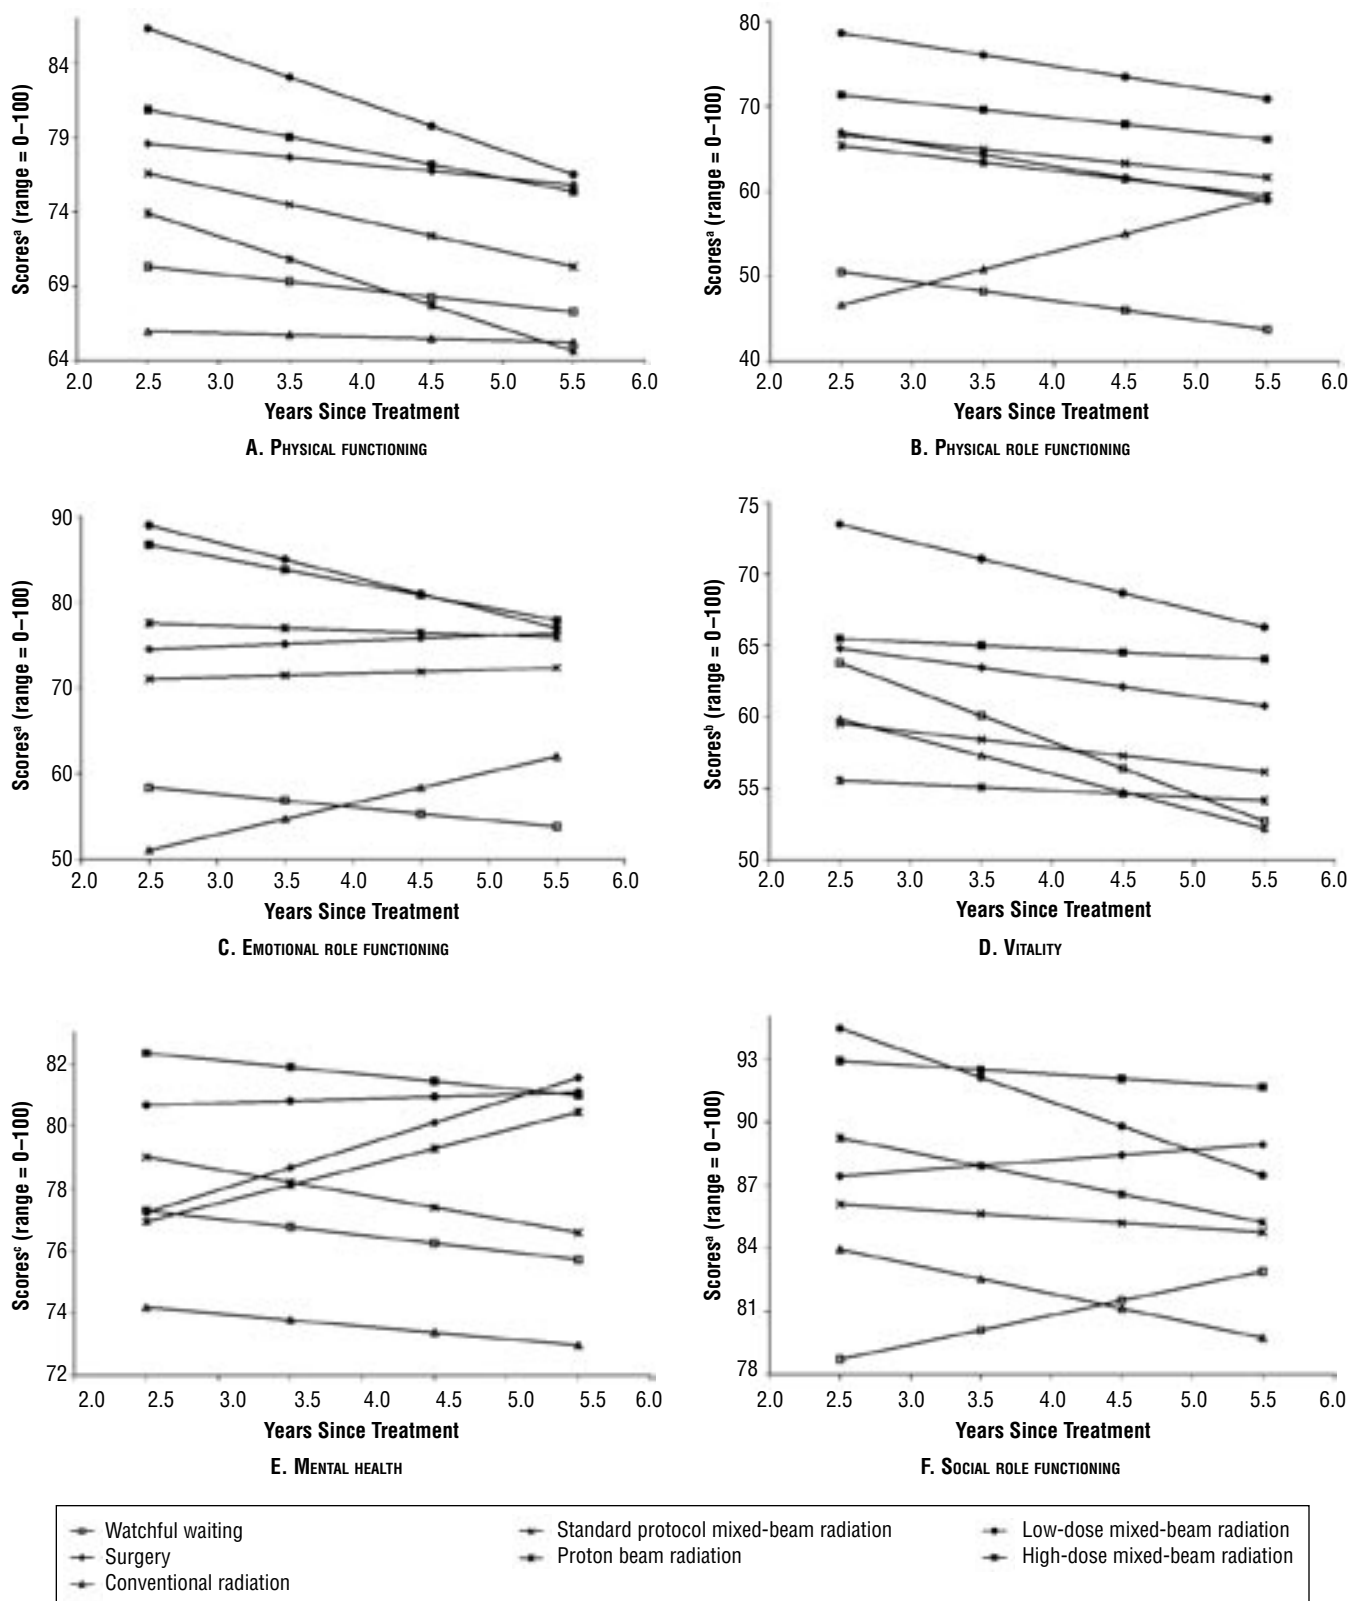 84
79
74
69
64
2.0 2.5 3.0 3.5 4.0 4.5 5.0 5.5 6.0
Scoresᵃ (range = 0–100)
Years Since Treatment
A. Physical functioning
80
70
60
50
40
2.0 2.5 3.0 3.5 4.0 4.5 5.0 5.5 6.0
Scoresᵃ (range = 0–100)
Years Since Treatment
B. Physical role functioning
90
80
70
60
50
2.0 2.5 3.0 3.5 4.0 4.5 5.0 5.5 6.0
Scoresᵃ (range = 0–100)
Years Since Treatment
C. Emotional role functioning
75
70
65
60
55
50
2.0 2.5 3.0 3.5 4.0 4.5 5.0 5.5 6.0
Scoresᵇ (range = 0–100)
Years Since Treatment
D. Vitality
82
80
78
76
74
72
2.0 2.5 3.0 3.5 4.0 4.5 5.0 5.5 6.0
Scoresᶜ (range = 0–100)
Years Since Treatment
E. Mental health
93
90
87
84
81
78
2.0 2.5 3.0 3.5 4.0 4.5 5.0 5.5 6.0
Scoresᵃ (range = 0–100)
Years Since Treatment
F. Social role functioning
Watchful waiting
Surgery
Conventional radiation
Standard protocol mixed-beam radiation
Proton beam radiation
Low-dose mixed-beam radiation
High-dose mixed-beam radiation